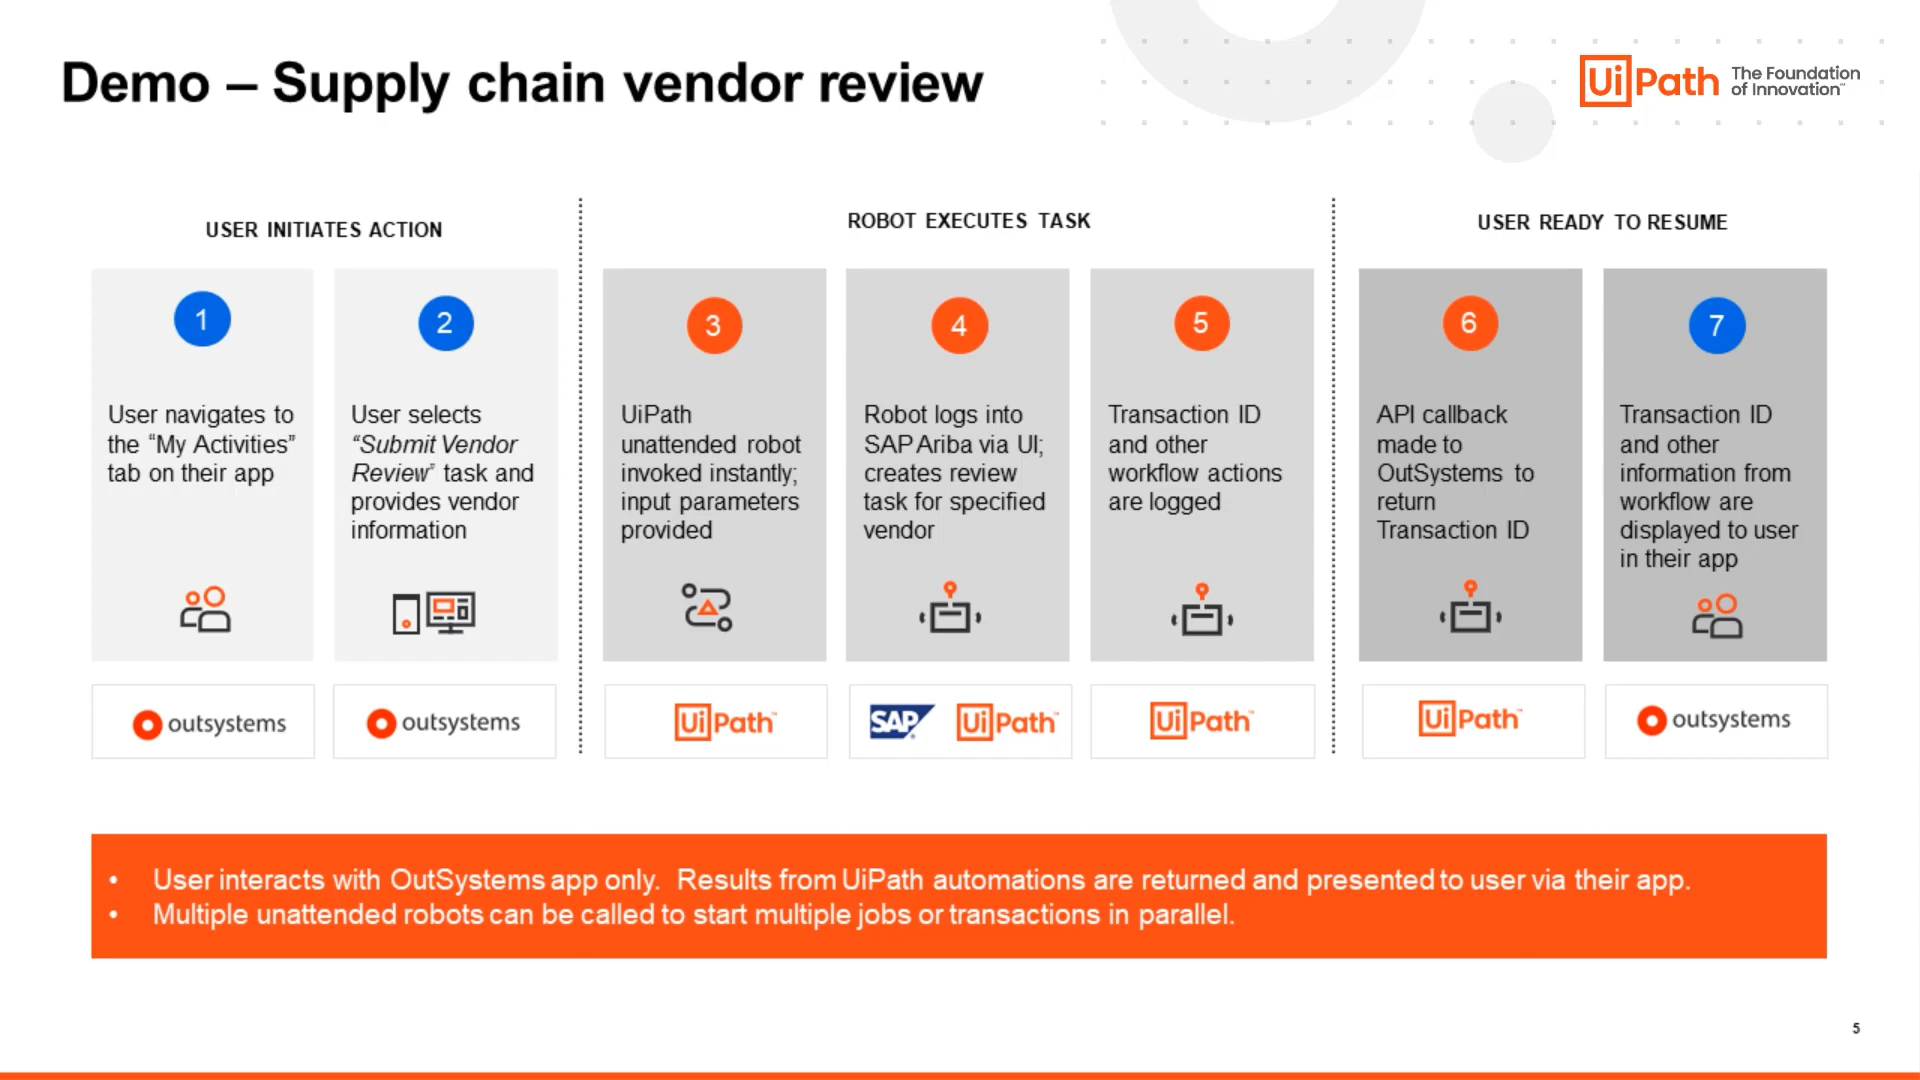 Demo – Supply chain vendor review
UiPath™ The Foundation
of Innovation™
USER INITIATES ACTION
ROBOT EXECUTES TASK
USER READY TO RESUME
1
User navigates to
the “My Activities”
tab on their app
2
User selects
“Submit Vendor
Review” task and
provides vendor
information
3
UiPath
unattended robot
invoked instantly;
input parameters
provided
4
Robot logs into
SAP Ariba via UI;
creates review
task for specified
vendor
5
Transaction ID
and other
workflow actions
are logged
6
API callback
made to
OutSystems to
return
Transaction ID
7
Transaction ID
and other
information from
workflow are
displayed to user
in their app
outsystems
outsystems
UiPath™
SAP® UiPath™
UiPath™
UiPath™
outsystems
• User interacts with OutSystems app only. Results from UiPath automations are returned and presented to user via their app.
• Multiple unattended robots can be called to start multiple jobs or transactions in parallel.
5